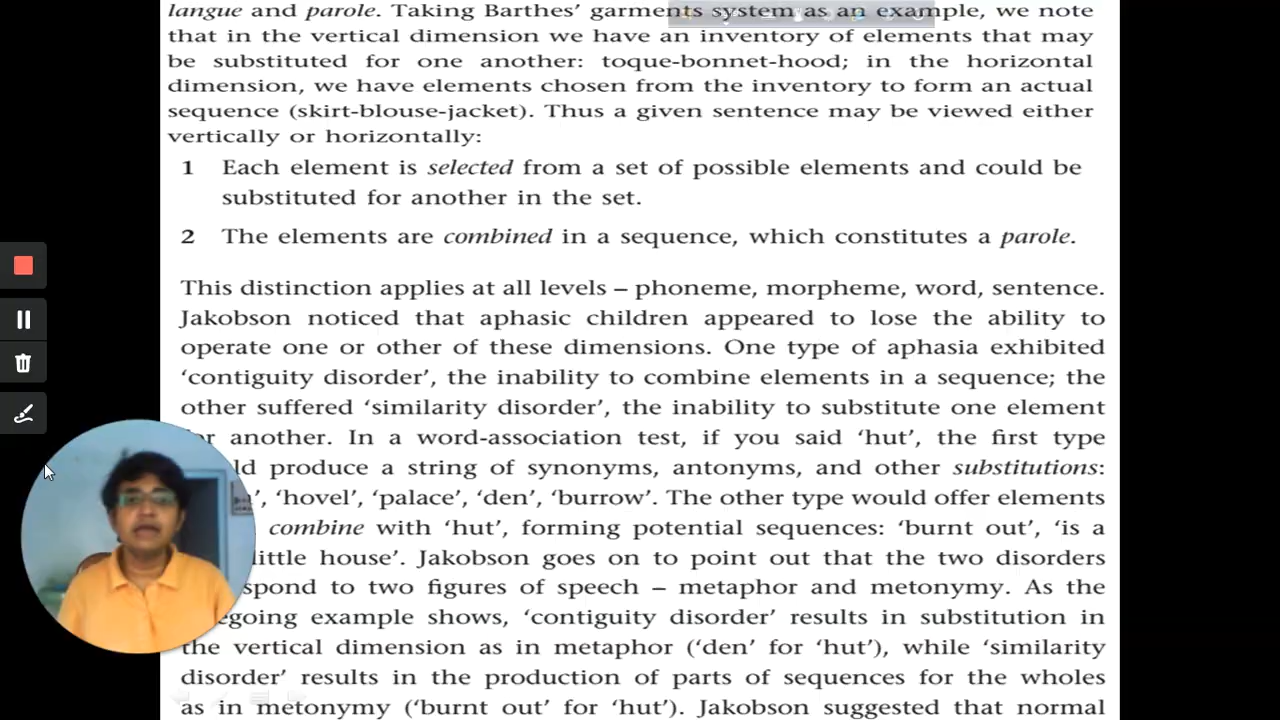 langue and parole. Taking Barthes' garments system as an example, we note
that in the vertical dimension we have an inventory of elements that may
be substituted for one another: toque-bonnet-hood; in the horizontal
dimension, we have elements chosen from the inventory to form an actual
sequence (skirt-blouse-jacket). Thus a given sentence may be viewed either
vertically or horizontally:
1 Each element is selected from a set of possible elements and could be
substituted for another in the set.
2 The elements are combined in a sequence, which constitutes a parole.
This distinction applies at all levels – phoneme, morpheme, word, sentence.
Jakobson noticed that aphasic children appeared to lose the ability to
operate one or other of these dimensions. One type of aphasia exhibited
'contiguity disorder', the inability to combine elements in a sequence; the
other suffered 'similarity disorder', the inability to substitute one element
another. In a word-association test, if you said 'hut', the first type
produce a string of synonyms, antonyms, and other substitutions:
'hovel', 'palace', 'den', 'burrow'. The other type would offer elements
combine with 'hut', forming potential sequences: 'burnt out', 'is a
little house'. Jakobson goes on to point out that the two disorders
to two figures of speech – metaphor and metonymy. As the
example shows, 'contiguity disorder' results in substitution in
the vertical dimension as in metaphor ('den' for 'hut'), while 'similarity
disorder' results in the production of parts of sequences for the wholes
as in metonymy ('burnt out' for 'hut'). Jakobson suggested that normal